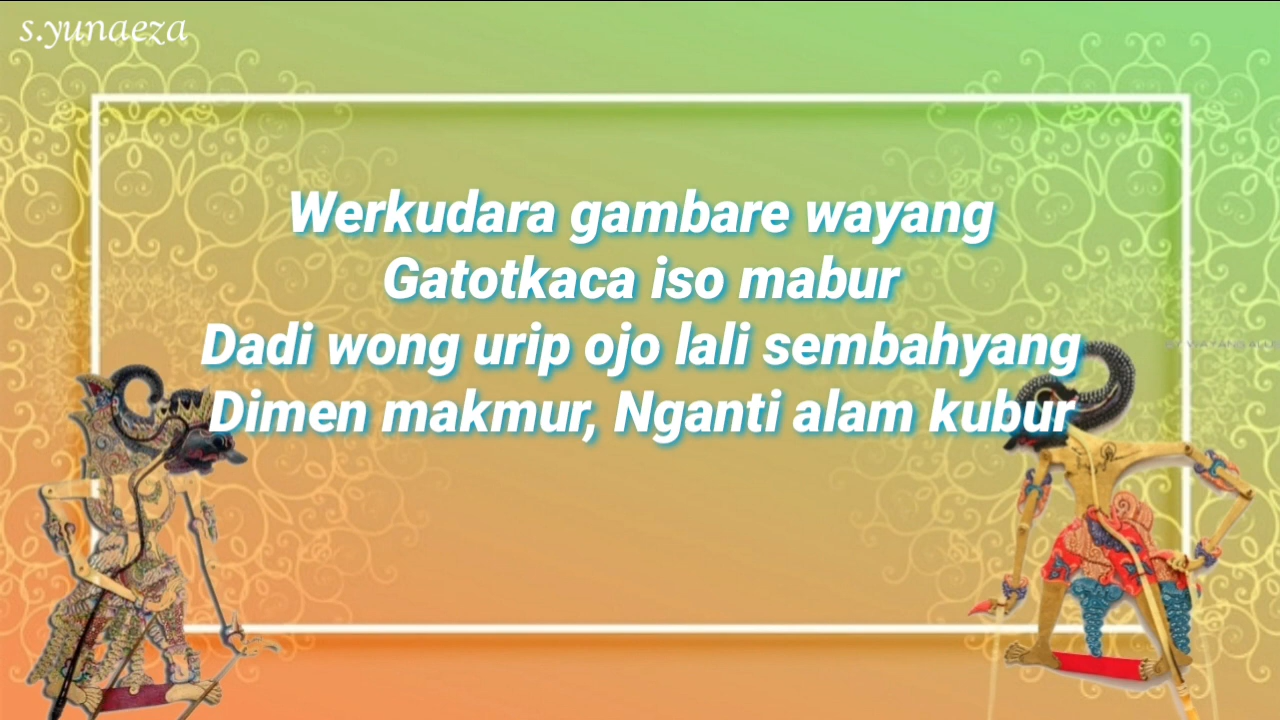 s.yunaeza
Werkudara gambare wayang
Gatotkaca iso mabur
Dadi wong urip ojo lali sembahyang
Dimen makmur, Nganti alam kubur